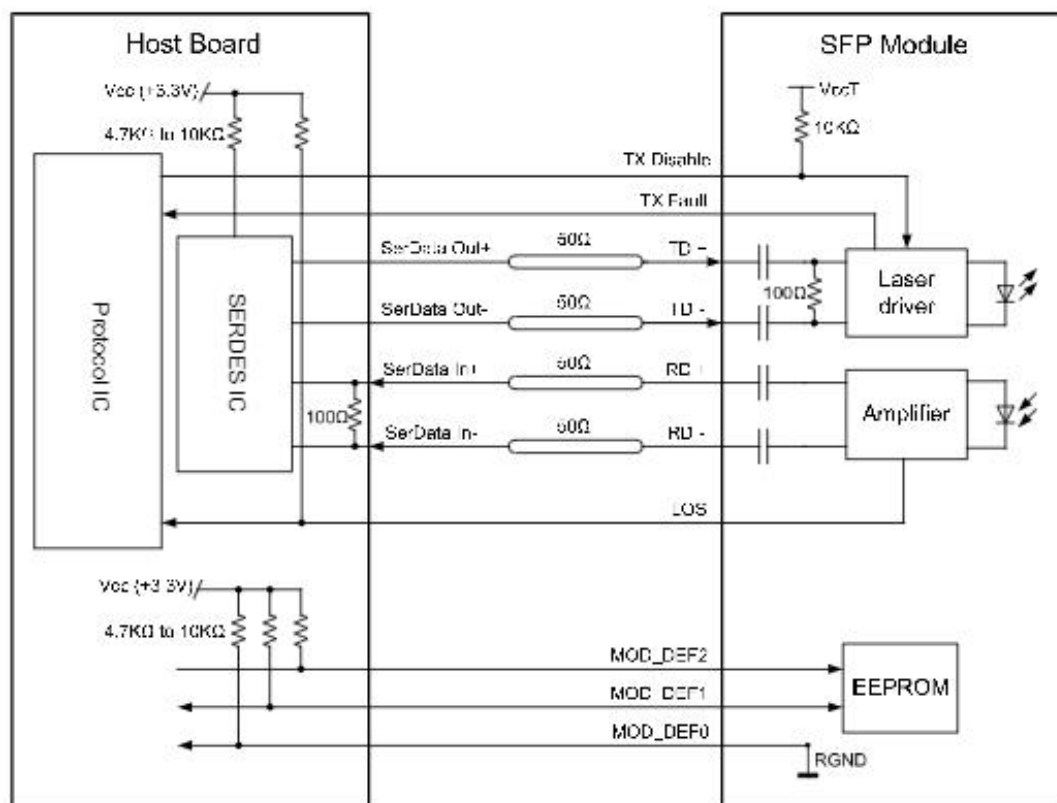 Host Board
SFP Module
Vcc (+3.3V)
4.7KΩ to 10KΩ
VccT
10KΩ
TX Disable
TX Fault
SerData Out+
50Ω
TD +
SerData Out-
50Ω
TD -
100Ω
Laser
driver
SerData In+
50Ω
RD +
SerData In-
50Ω
RD -
100Ω
Amplifier
Protocol IC
SERDES IC
LOS
Vcc (+3.3V)
4.7KΩ to 10KΩ
MOD_DEF2
MOD_DEF1
MOD_DEF0
EEPROM
RGND